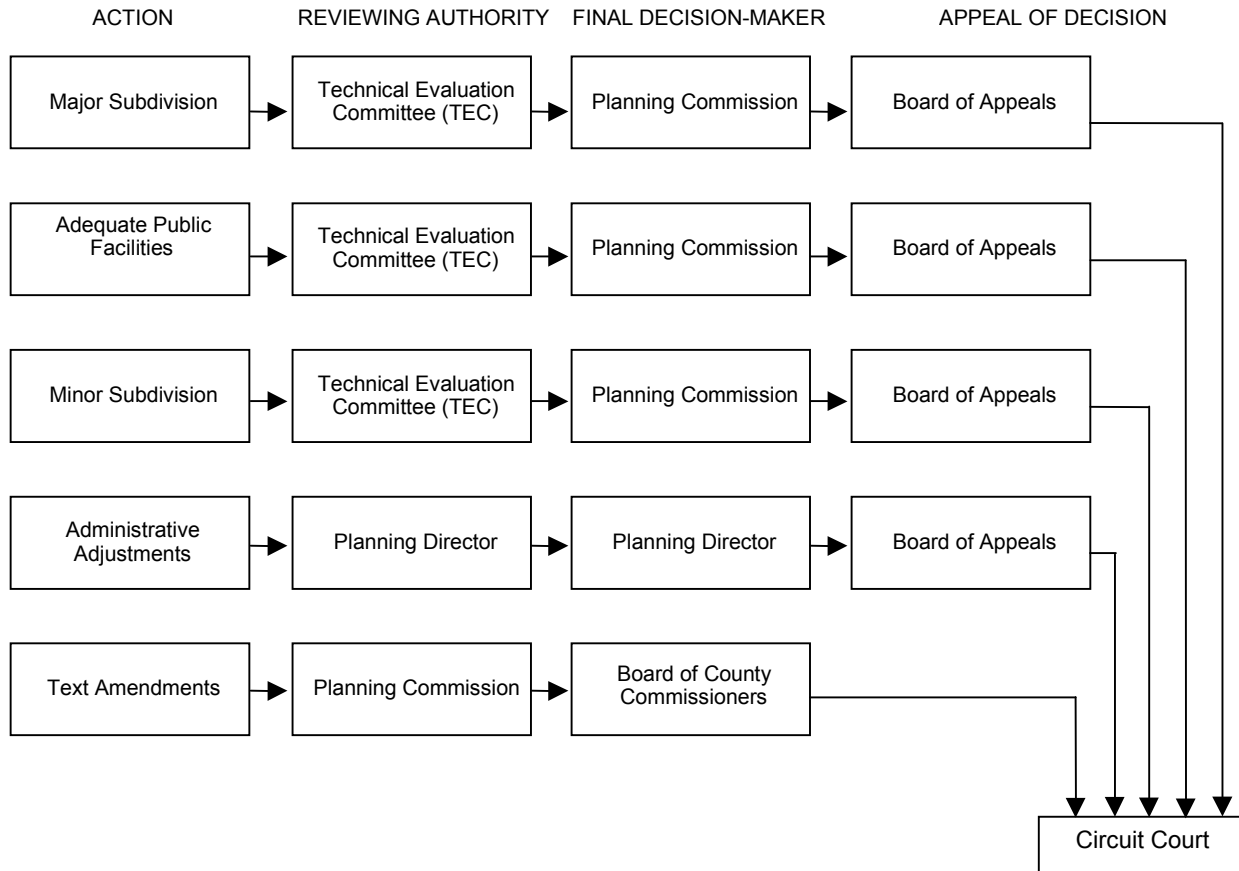 ACTION REVIEWING AUTHORITY FINAL DECISION-MAKER APPEAL OF DECISION
Major Subdivision
Technical Evaluation
Committee (TEC)
Planning Commission
Board of Appeals
Adequate Public
Facilities
Technical Evaluation
Committee (TEC)
Planning Commission
Board of Appeals
Minor Subdivision
Technical Evaluation
Committee (TEC)
Planning Commission
Board of Appeals
Administrative
Adjustments
Planning Director
Planning Director
Board of Appeals
Text Amendments
Planning Commission
Board of County
Commissioners
Circuit Court